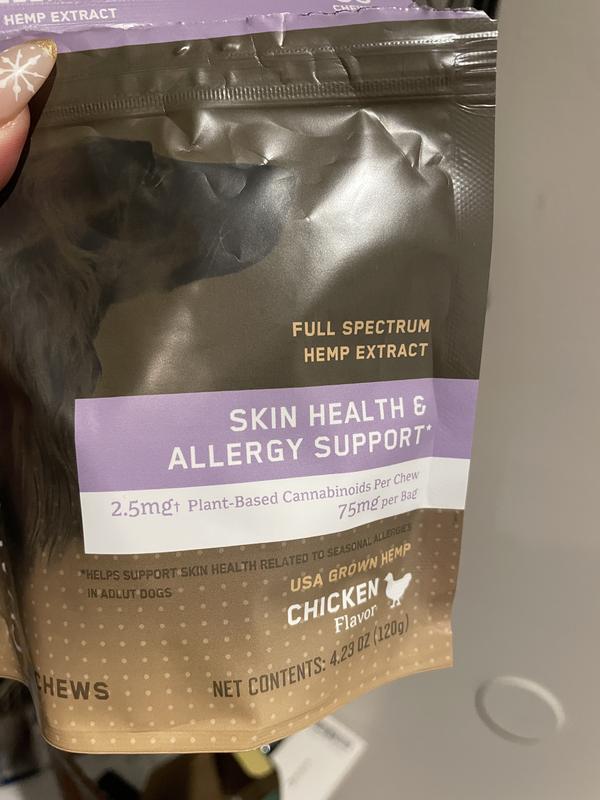 HEMP EXTRACT
FULL SPECTRUM
HEMP EXTRACT
SKIN HEALTH &
ALLERGY SUPPORT*
2.5mg† Plant-Based Cannabinoids Per Chew
75mg per Bag
*HELPS SUPPORT SKIN HEALTH RELATED TO SEASONAL ALLERGIES
IN ADLUT DOGS
USA GROWN HEMP
CHICKEN
Flavor
NET CONTENTS: 4.23 OZ (120g)
CHEWS